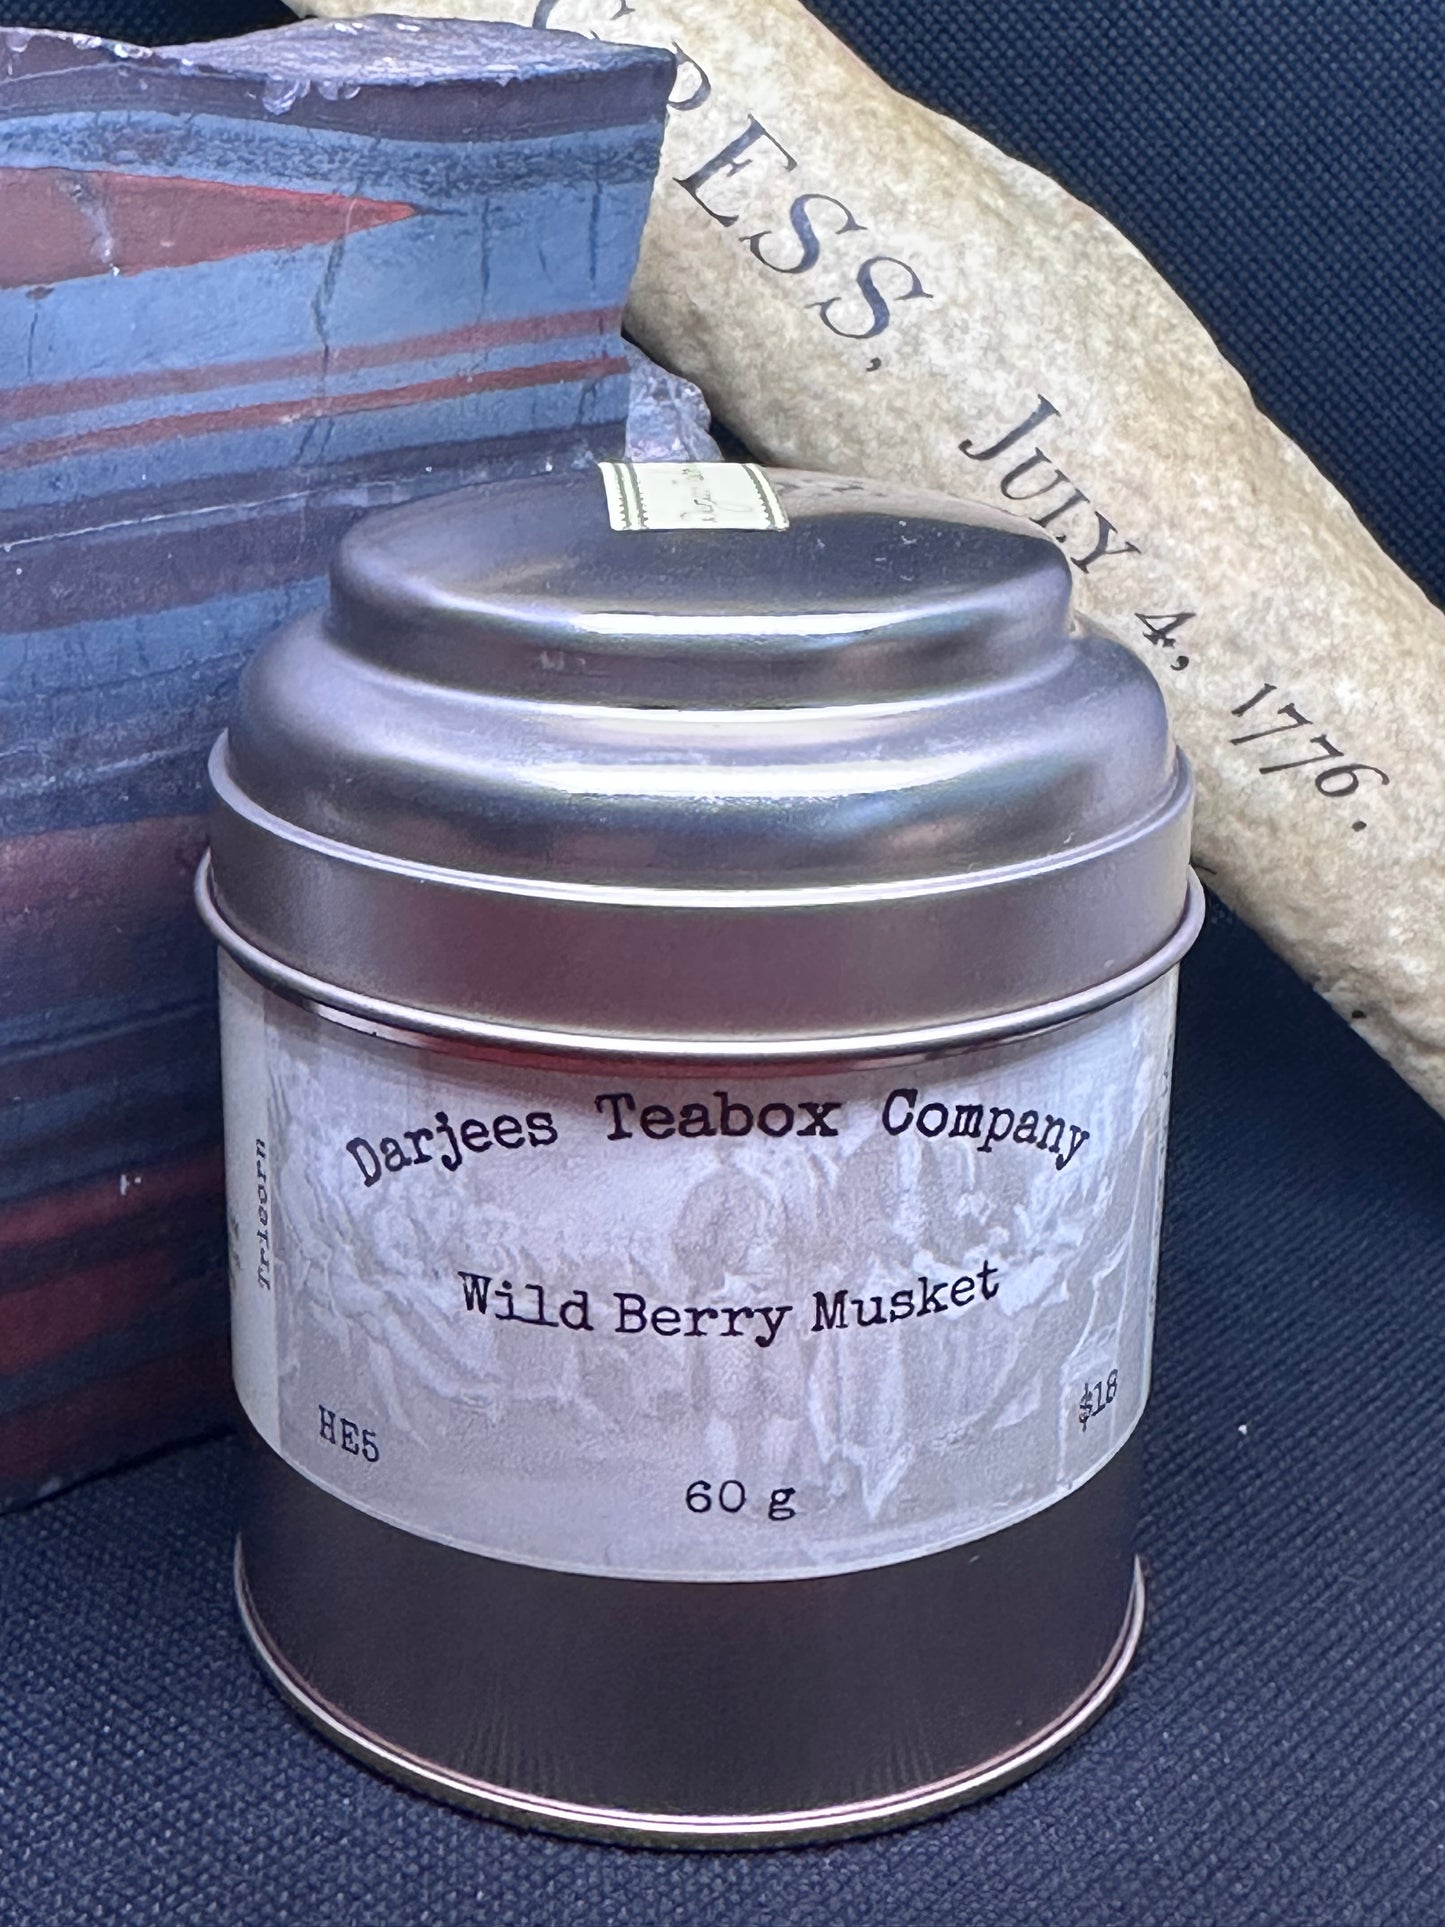 ESS, JULY 4, 1776.
Darjees Teabox Company
Wild Berry Musket
HE5
$18
60 g
Tricorn